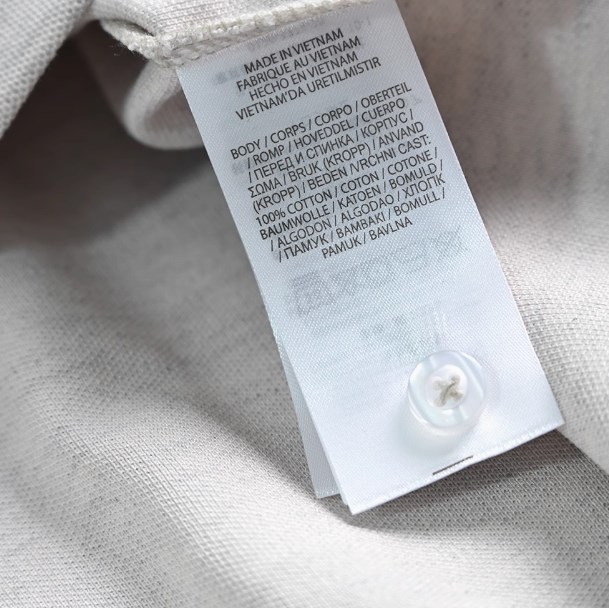 MADE IN VIETNAM
FABRIQUE AU VIETNAM
HECHO EN VIETNAM
VIETNAM'DA URETILMISTIR
BODY / CORPS / CORPO / OBERTEIL
/ ROMP / HOVEDDEL / CUERPO
/ ПЕРЕД И СПИНКА / КОРПУС /
ΣΩΜΑ / BRUK (KROPP) / ANVAND
(KROPP) / BEDEN /VRCHNI CAST:
100% COTTON / COTON / COTONE /
BAUMWOLLE / KATOEN / BOMULD /
/ ALGODON / ALGODAO / ХЛОПІК
/ ПАМУК / BAMBAKI / BOMULL /
PAMUK / BAVLNA